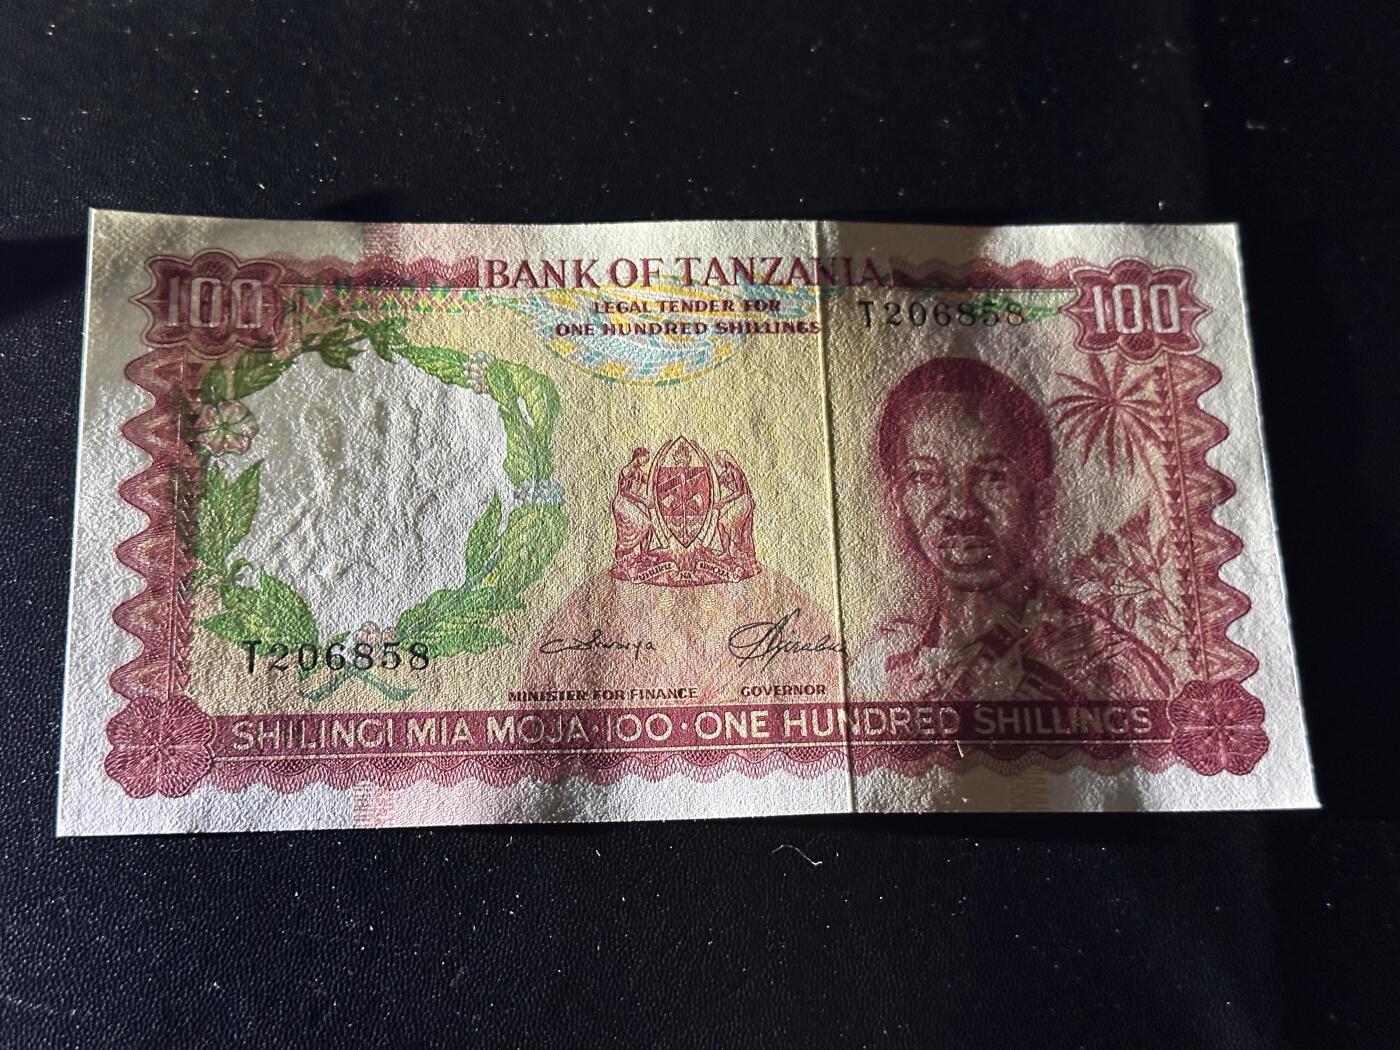 100
BANK OF TANZANIA
100
LEGAL TENDER FOR
ONE HUNDRED SHILLINGS
T206858
T206858
MINISTER FOR FINANCE
GOVERNOR
SHILINGI MIA MOJA·100·ONE HUNDRED SHILLINGS